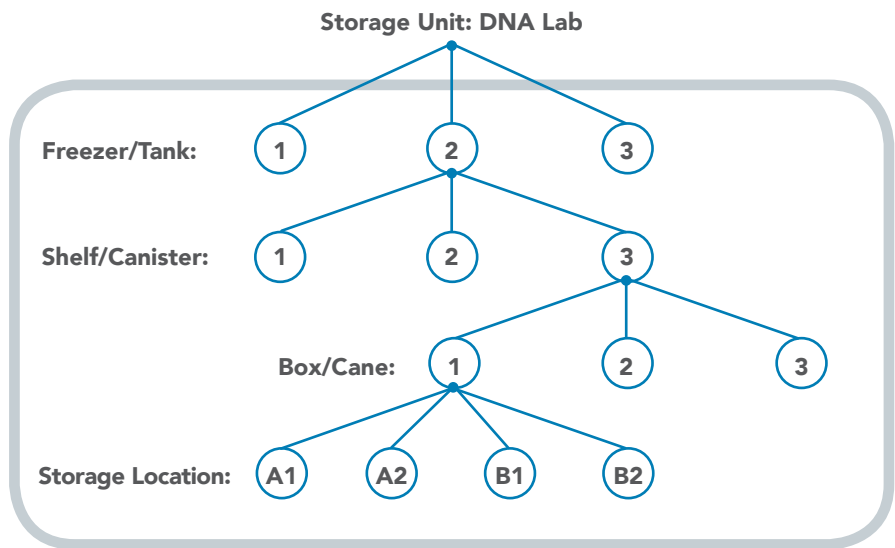 Storage Unit: DNA Lab
Freezer/Tank: 1 2 3
Shelf/Canister: 1 2 3
Box/Cane: 1 2 3
Storage Location: A1 A2 B1 B2